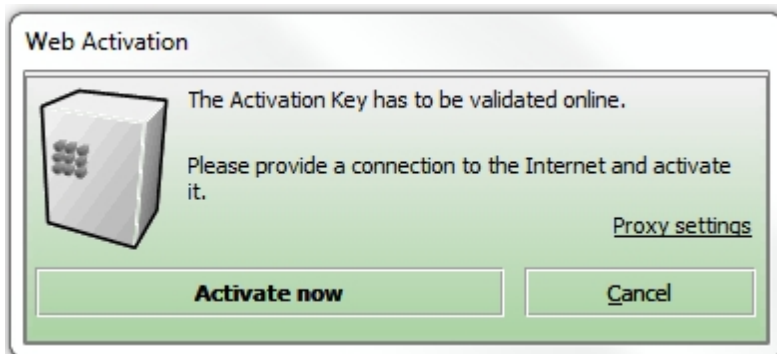 Web Activation
The Activation Key has to be validated online.
Please provide a connection to the Internet and activate
it.
Proxy settings
Activate now
Cancel